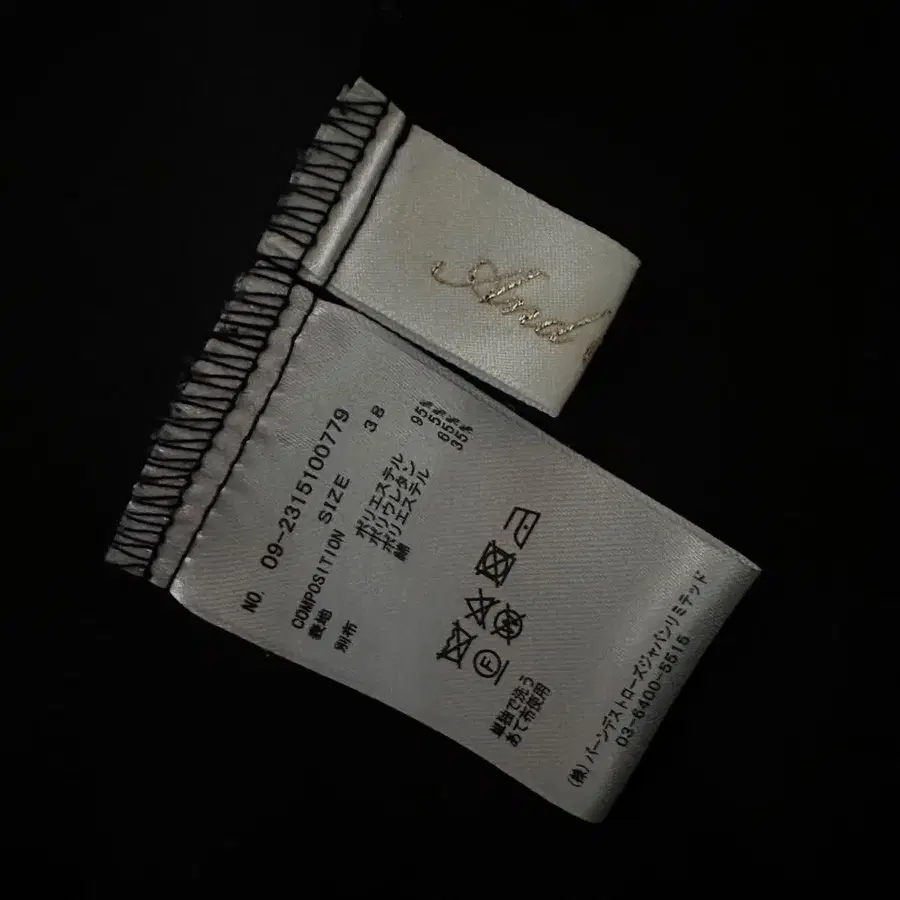 And
NO. 09-2315100779
COMPOSITION SIZE 3B
表地 ポリエステル 95%
ポリウレタン 5%
別布 ポリエステル 65%
綿 35%
F
W
単独で洗う
あて布使用
(株)バーンデストローズジャパンリミテッド
03-6400-5515